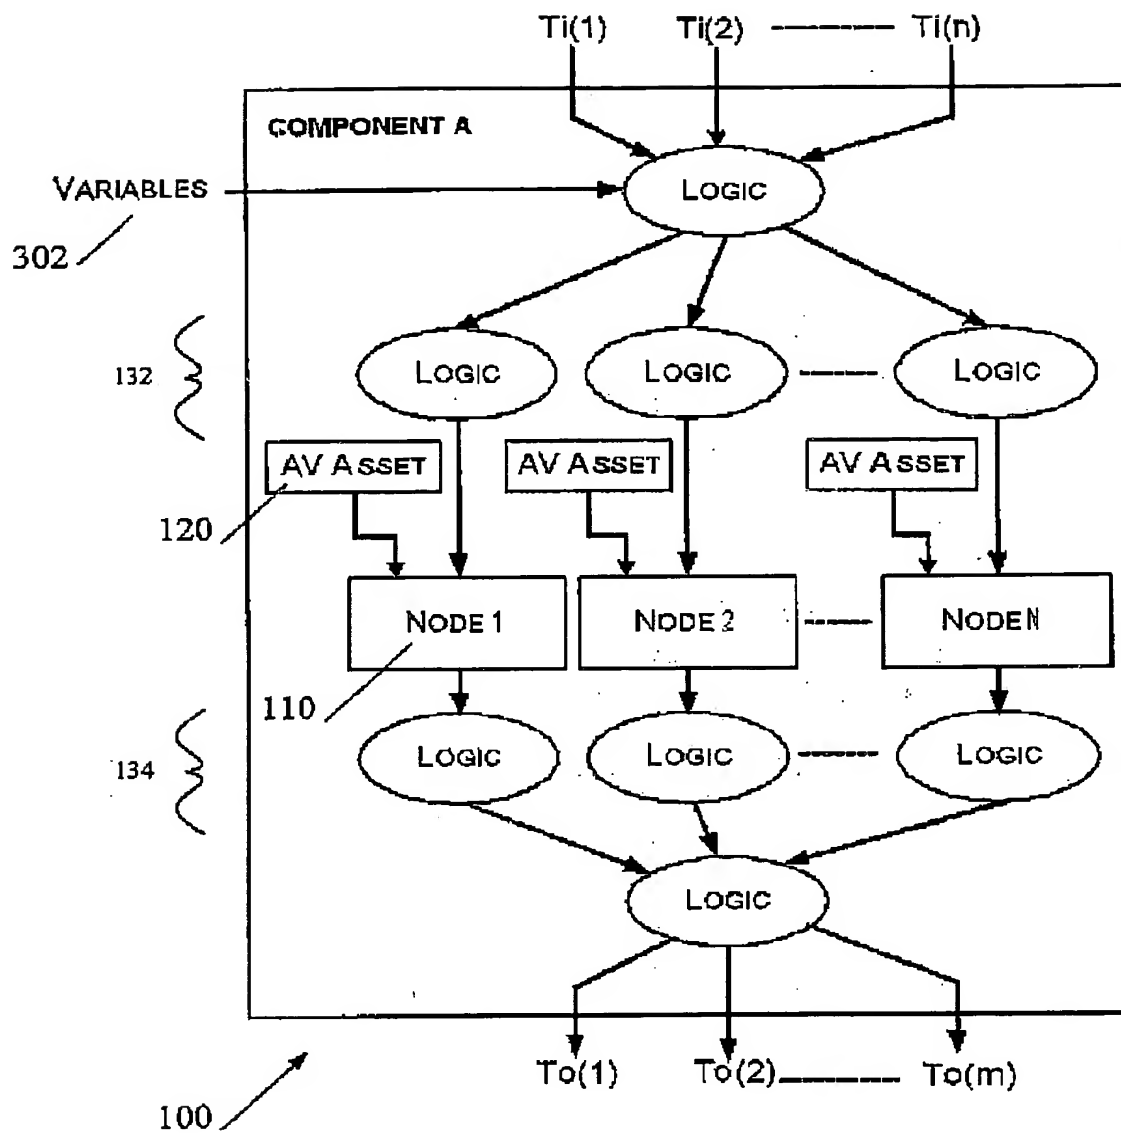 Ti(1) Ti(2) Ti(n)
COMPONENT A
VARIABLES
LOGIC
302
132
LOGIC LOGIC LOGIC
AV ASSET AV ASSET AV ASSET
120
NODE 1 NODE 2 NODE N
110
134
LOGIC LOGIC LOGIC
LOGIC
To(1) To(2) To(m)
100